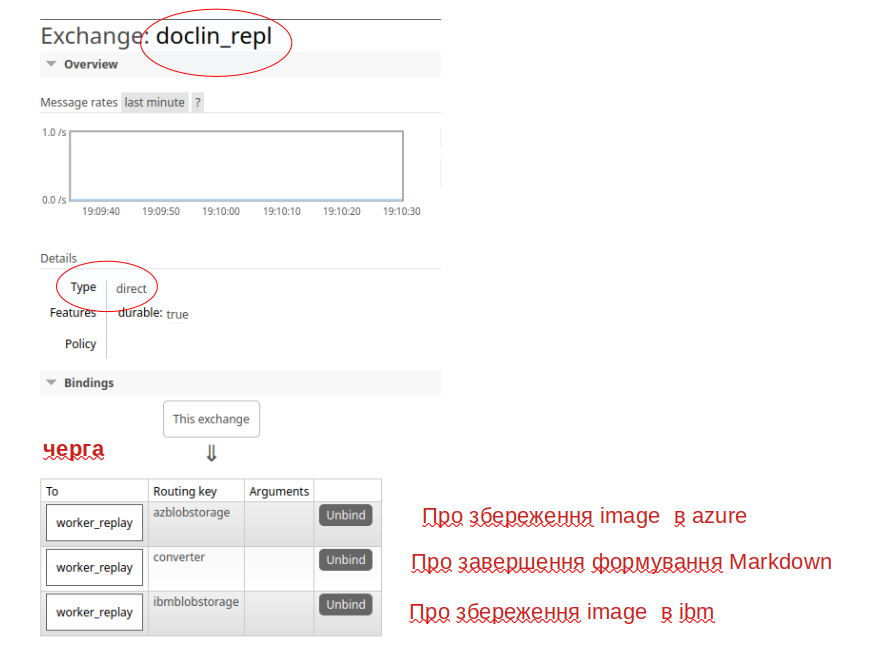 Exchange: doclin_repl
Overview
Message rates last minute ?
1.0 /s
0.0 /s
19:09:40 19:09:50 19:10:00 19:10:10 19:10:20 19:10:30
Details
Type direct
Features durable: true
Policy
Bindings
This exchange
черга
⇓
To Routing key Arguments
worker_replay azblobstorage Unbind Про збереження image в azure
worker_replay converter Unbind Про завершення формування Markdown
worker_replay ibmblobstorage Unbind Про збереження image в ibm